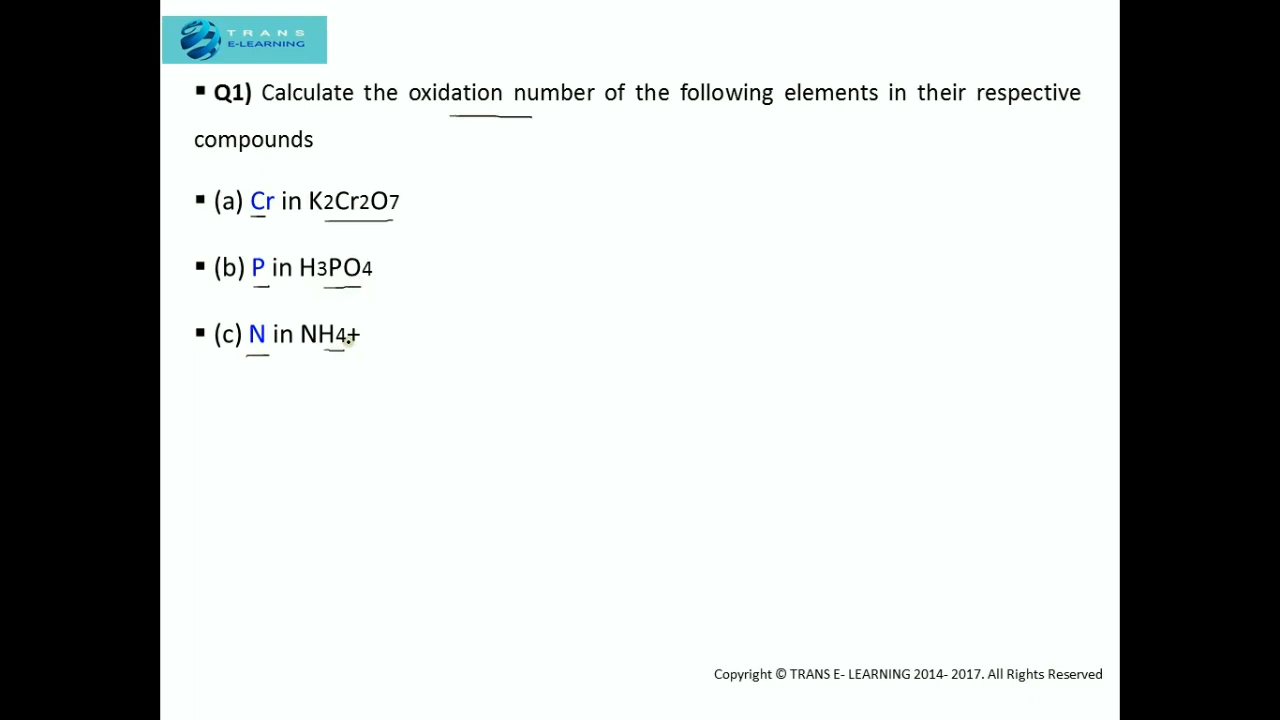 TRANS
E-LEARNING
▪ Q1) Calculate the oxidation number of the following elements in their respective
compounds
▪ (a) Cr in K2Cr2O7
▪ (b) P in H3PO4
▪ (c) N in NH4+
Copyright © TRANS E- LEARNING 2014- 2017. All Rights Reserved